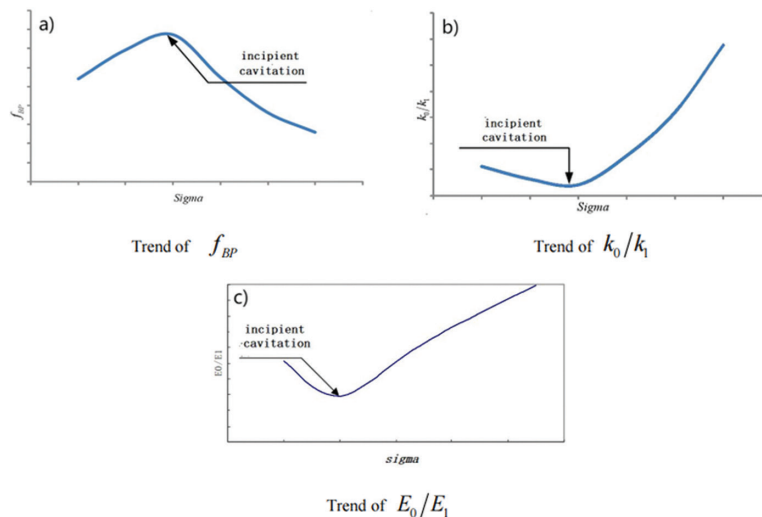 a)
incipient
cavitation
f_BP
Sigma
Trend of f_BP
b)
incipient
cavitation
k_0/k_1
Sigma
Trend of k_0/k_1
c)
incipient
cavitation
E0/E1
sigma
Trend of E_0/E_1